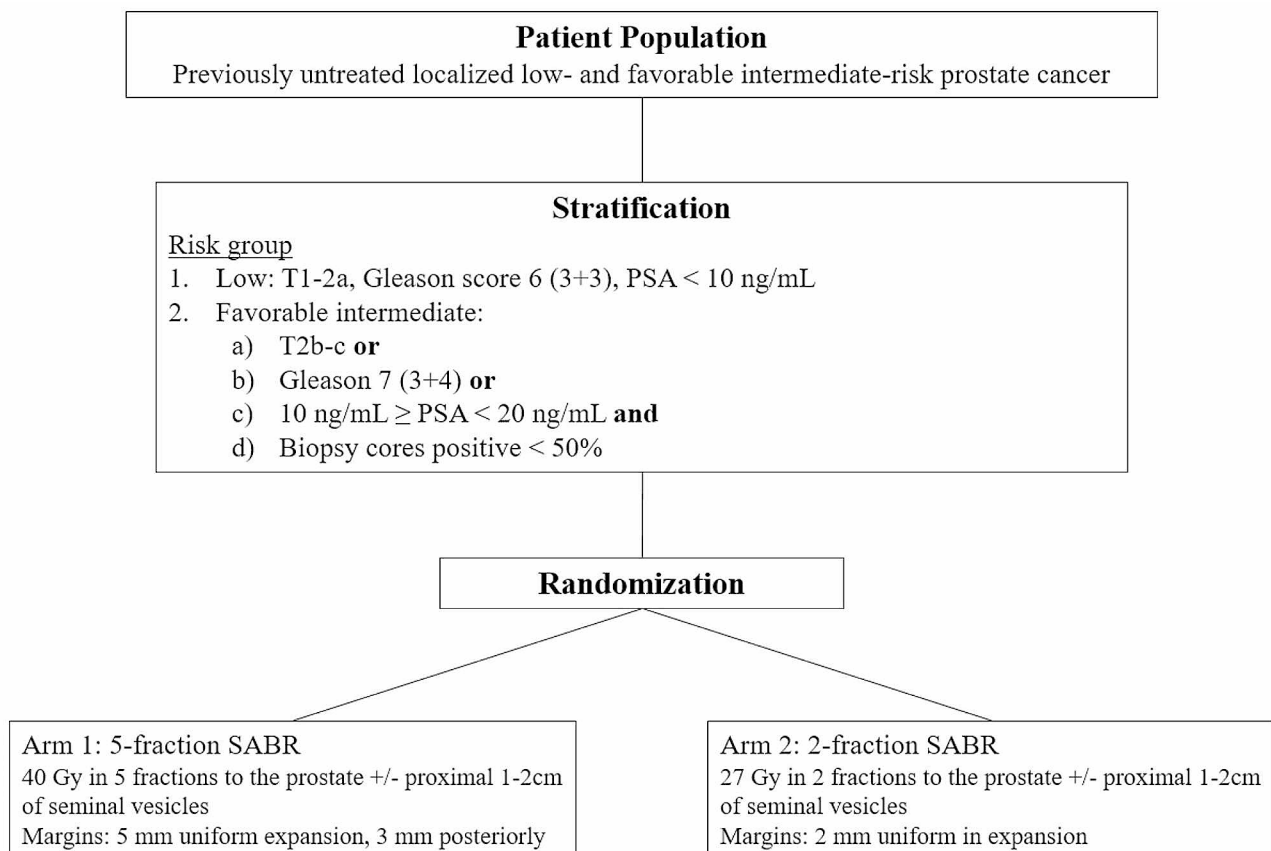 Patient Population
Previously untreated localized low- and favorable intermediate-risk prostate cancer
Stratification
Risk group
1. Low: T1-2a, Gleason score 6 (3+3), PSA < 10 ng/mL
2. Favorable intermediate:
a) T2b-c or
b) Gleason 7 (3+4) or
c) 10 ng/mL ≥ PSA < 20 ng/mL and
d) Biopsy cores positive < 50%
Randomization
Arm 1: 5-fraction SABR
40 Gy in 5 fractions to the prostate +/- proximal 1-2cm
of seminal vesicles
Margins: 5 mm uniform expansion, 3 mm posteriorly
Arm 2: 2-fraction SABR
27 Gy in 2 fractions to the prostate +/- proximal 1-2cm
of seminal vesicles
Margins: 2 mm uniform in expansion